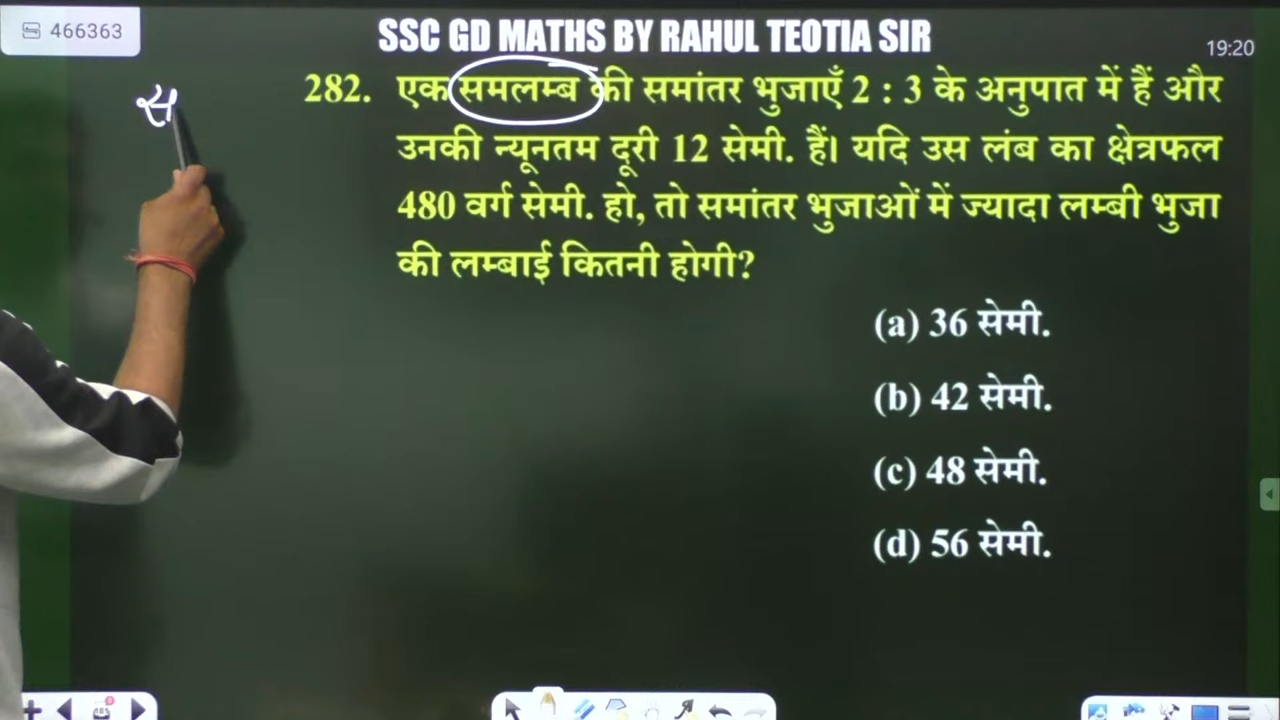 466363
SSC GD MATHS BY RAHUL TEOTIA SIR
19:20
स
282. एक समलम्ब की समांतर भुजाएँ 2 : 3 के अनुपात में हैं और
उनकी न्यूनतम दूरी 12 सेमी. हैं। यदि उस लंब का क्षेत्रफल
480 वर्ग सेमी. हो, तो समांतर भुजाओं में ज्यादा लम्बी भुजा
की लम्बाई कितनी होगी?
(a) 36 सेमी.
(b) 42 सेमी.
(c) 48 सेमी.
(d) 56 सेमी.